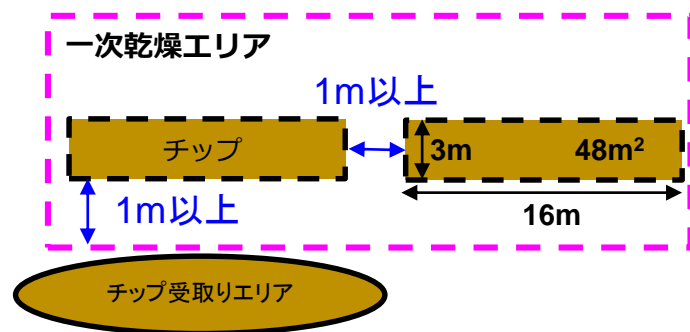 一次乾燥エリア
1m以上
チップ
3m
48m²
1m以上
16m
チップ受取りエリア